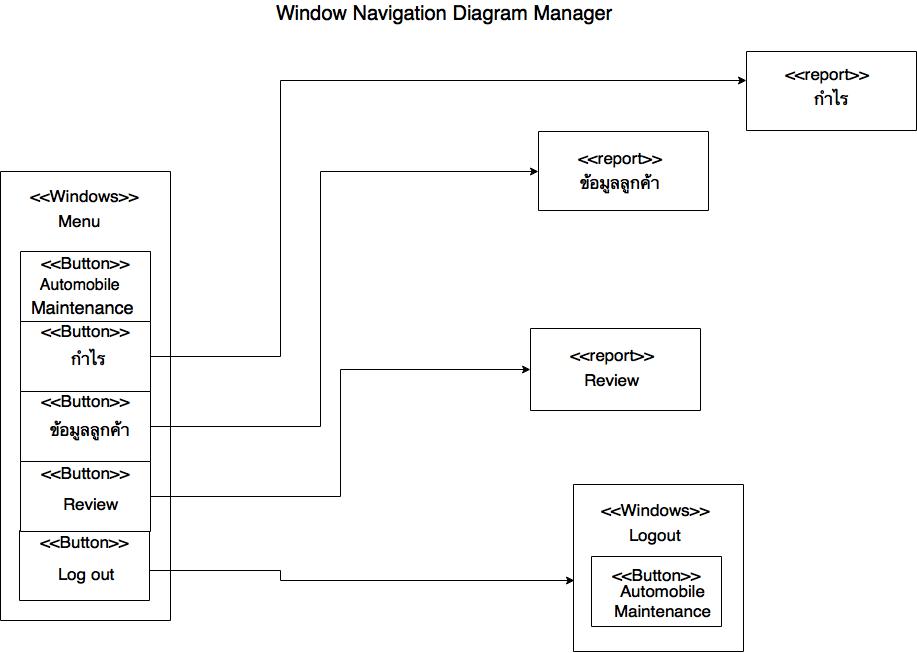 Window Navigation Diagram Manager
<<report>>
กำไร
<<report>>
ข้อมูลลูกค้า
<<Windows>>
Menu
<<Button>>
Automobile
Maintenance
<<Button>>
กำไร
<<Button>>
ข้อมูลลูกค้า
<<Button>>
Review
<<Button>>
Log out
<<report>>
Review
<<Windows>>
Logout
<<Button>>
Automobile
Maintenance